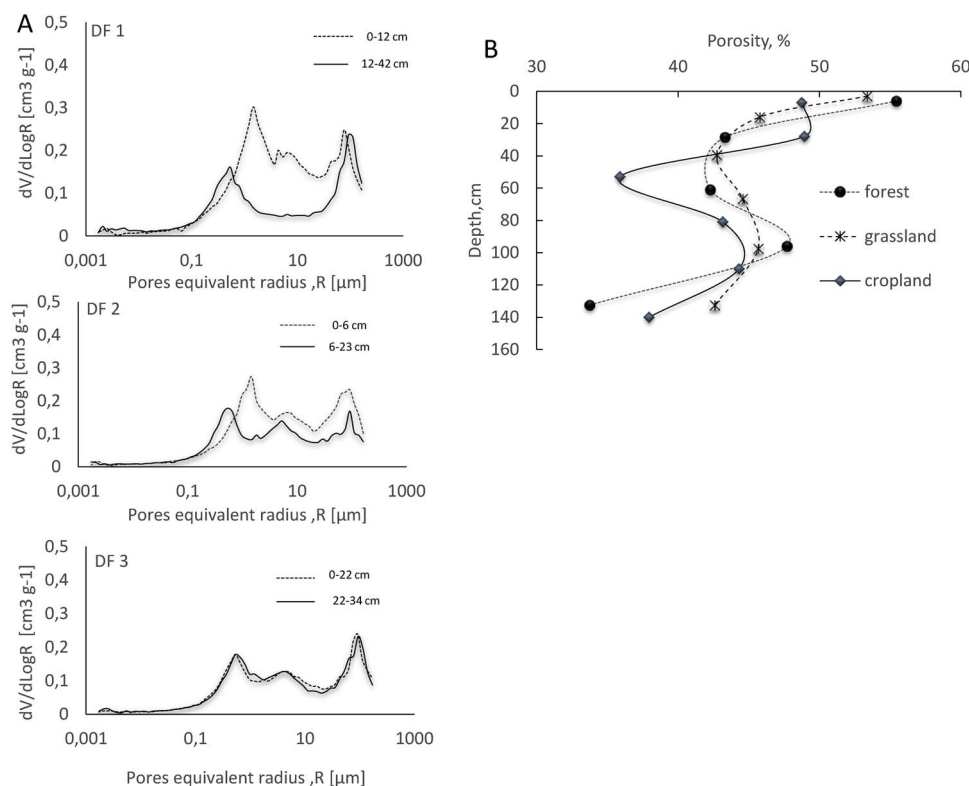 A
DF 1
0,5
0,4
0,3
0,2
0,1
0
dV/dLogR [cm3 g-1]
0-12 cm
12-42 cm
0,001
0,1
10
1000
Pores equivalent radius ,R [µm]
DF 2
0,5
0,4
0,3
0,2
0,1
0
dV/dLogR [cm3 g-1]
0-6 cm
6-23 cm
0,001
0,1
10
1000
Pores equivalent radius ,R [µm]
DF 3
0,5
0,4
0,3
0,2
0,1
0
dV/dLogR [cm3 g-1]
0-22 cm
22-34 cm
0,001
0,1
10
1000
Pores equivalent radius ,R [µm]
B
Porosity, %
30
40
50
60
0
20
40
60
80
100
120
140
160
Depth,cm
forest
grassland
cropland